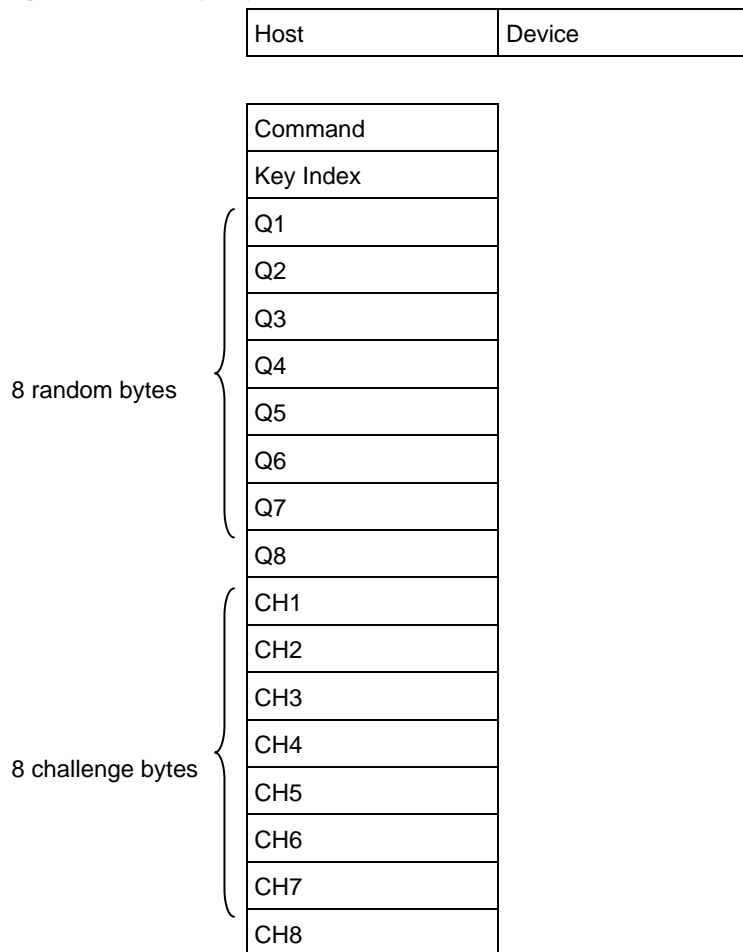 Host Device
Command
Key Index
Q1
Q2
Q3
Q4
8 random bytes
Q5
Q6
Q7
Q8
CH1
CH2
CH3
CH4
8 challenge bytes
CH5
CH6
CH7
CH8